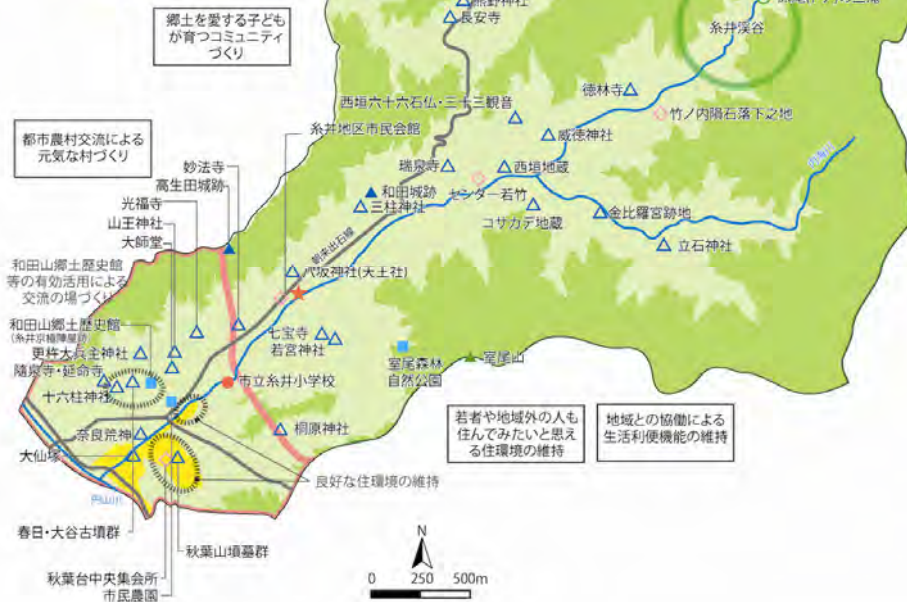 熊野神社
長安寺
糸井渓谷
郷土を愛する子ども
が育つコミュニティ
づくり
徳林寺
西垣六十六石仏・三十三観音
竹ノ内隕石落下之地
糸井地区市民会館
威徳神社
都市農村交流による
元気な村づくり
妙法寺
高生田城跡
瑞泉寺
西垣地蔵
光福寺
和田城跡
センター若竹
三柱神社
コサカデ地蔵
金比羅宮跡地
山王神社
大師堂
立石神社
朝来出石線
和田山郷土歴史館
等の有効活用による
交流の場づくり
八坂神社(天王社)
和田山郷土歴史館
(糸井京極陣屋跡)
七宝寺
若宮神社
更杵大兵主神社
室尾森林
自然公園
室尾山
隨泉寺・延命寺
市立糸井小学校
十六柱神社
若者や地域外の人も
住んでみたいと思え
る住環境の維持
地域との協働による
生活利便機能の維持
奈良荒神
桐原神社
大仙塚
良好な住環境の維持
円山川
春日・大谷古墳群
秋葉山墳墓群
秋葉台中央集会所
市民農園
N
0 250 500m